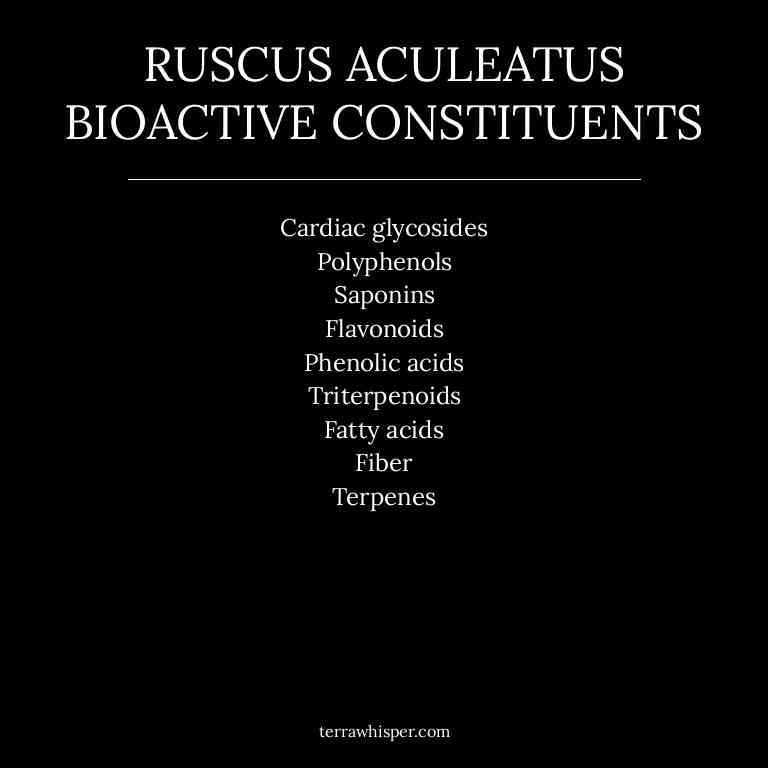 RUSCUS ACULEATUS
BIOACTIVE CONSTITUENTS
Cardiac glycosides
Polyphenols
Saponins
Flavonoids
Phenolic acids
Triterpenoids
Fatty acids
Fiber
Terpenes
terrawhisper.com